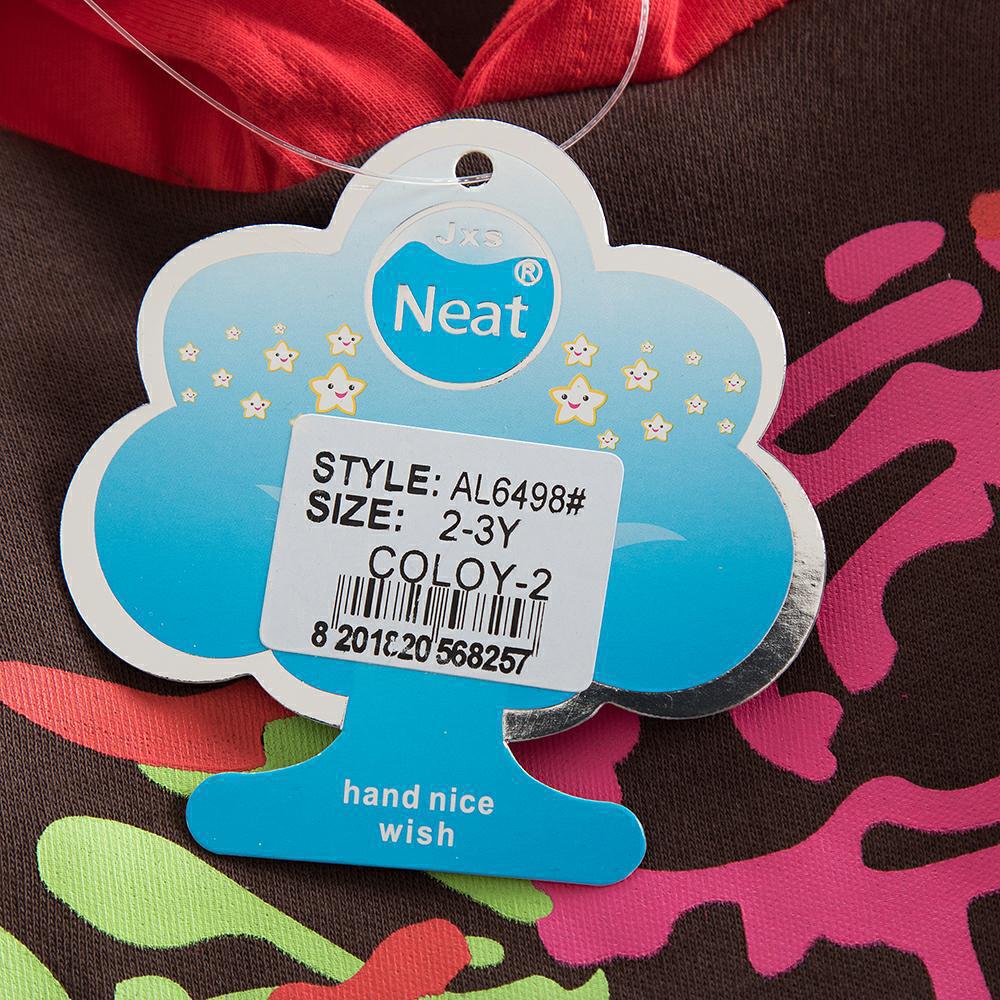 Jxs
Neat®
STYLE: AL6498#
SIZE: 2-3Y
COLOY-2
8 201820 568257
hand nice
wish